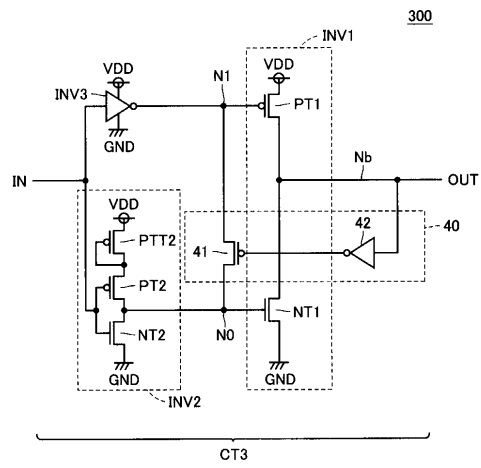 300
INV1
VDD
INV3
N1
VDD
PT1
GND
Nb
IN
OUT
VDD
42
40
PTT2
41
PT2
NT1
NT2
N0
GND
GND
INV2
CT3